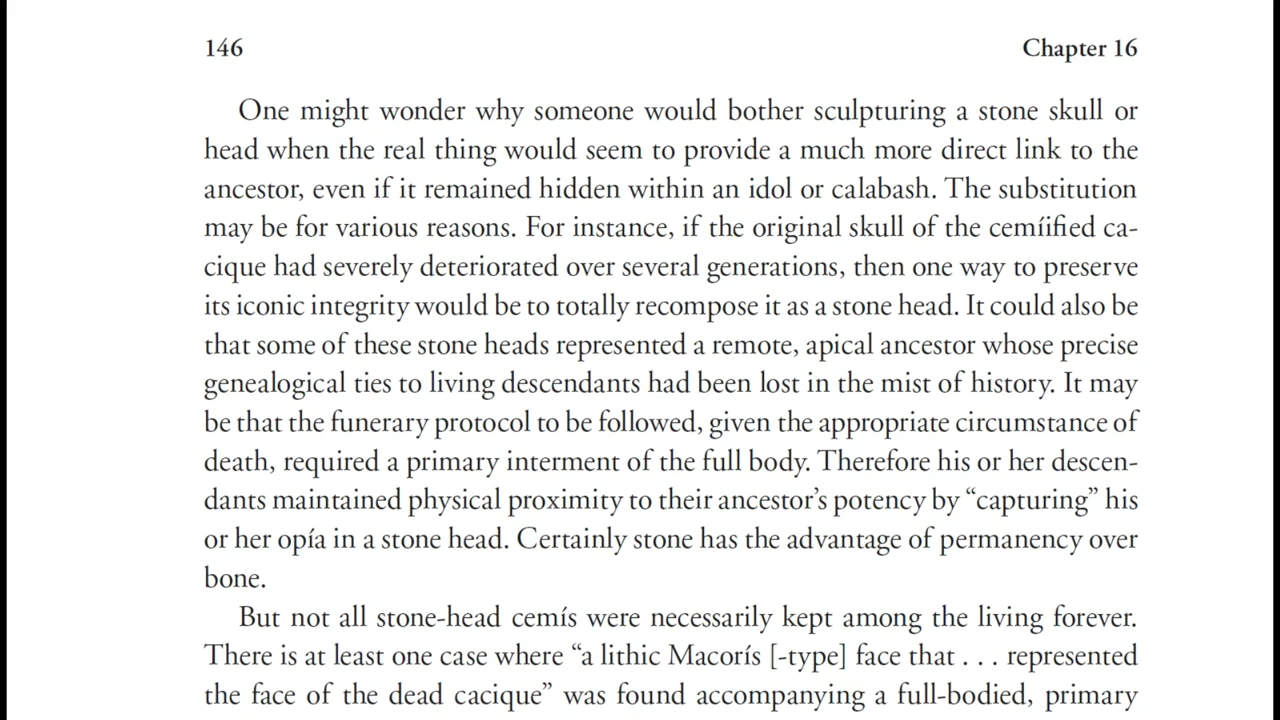 146 Chapter 16
One might wonder why someone would bother sculpturing a stone skull or
head when the real thing would seem to provide a much more direct link to the
ancestor, even if it remained hidden within an idol or calabash. The substitution
may be for various reasons. For instance, if the original skull of the cemíified ca-
cique had severely deteriorated over several generations, then one way to preserve
its iconic integrity would be to totally recompose it as a stone head. It could also be
that some of these stone heads represented a remote, apical ancestor whose precise
genealogical ties to living descendants had been lost in the mist of history. It may
be that the funerary protocol to be followed, given the appropriate circumstance of
death, required a primary interment of the full body. Therefore his or her descen-
dants maintained physical proximity to their ancestor’s potency by “capturing” his
or her opía in a stone head. Certainly stone has the advantage of permanency over
bone.
But not all stone-head cemís were necessarily kept among the living forever.
There is at least one case where “a lithic Macorís [-type] face that . . . represented
the face of the dead cacique” was found accompanying a full-bodied, primary